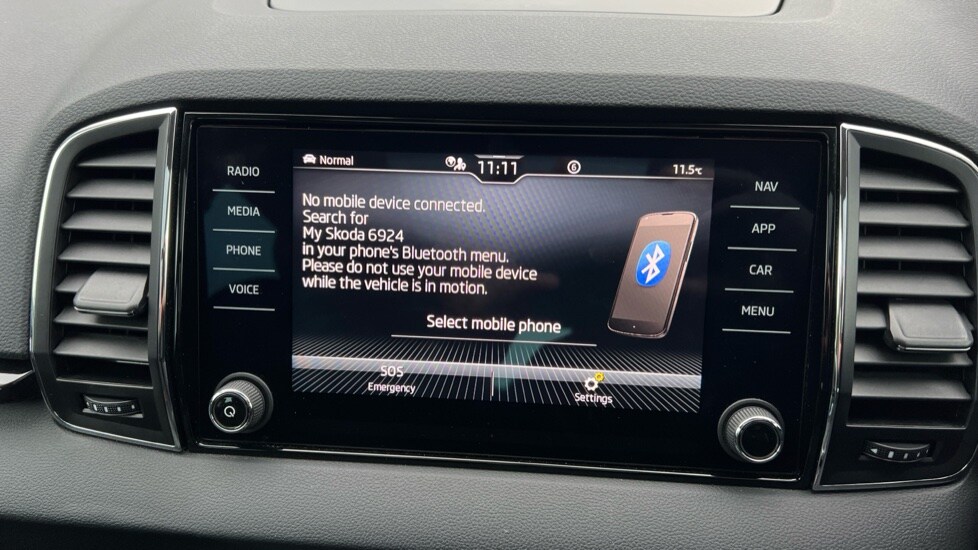 RADIO
MEDIA
PHONE
VOICE
Normal
11:11
6
11.5℃
No mobile device connected.
Search for
My Skoda 6924
in your phone's Bluetooth menu.
Please do not use your mobile device
while the vehicle is in motion.
Select mobile phone
SOS
Emergency
Settings
NAV
APP
CAR
MENU